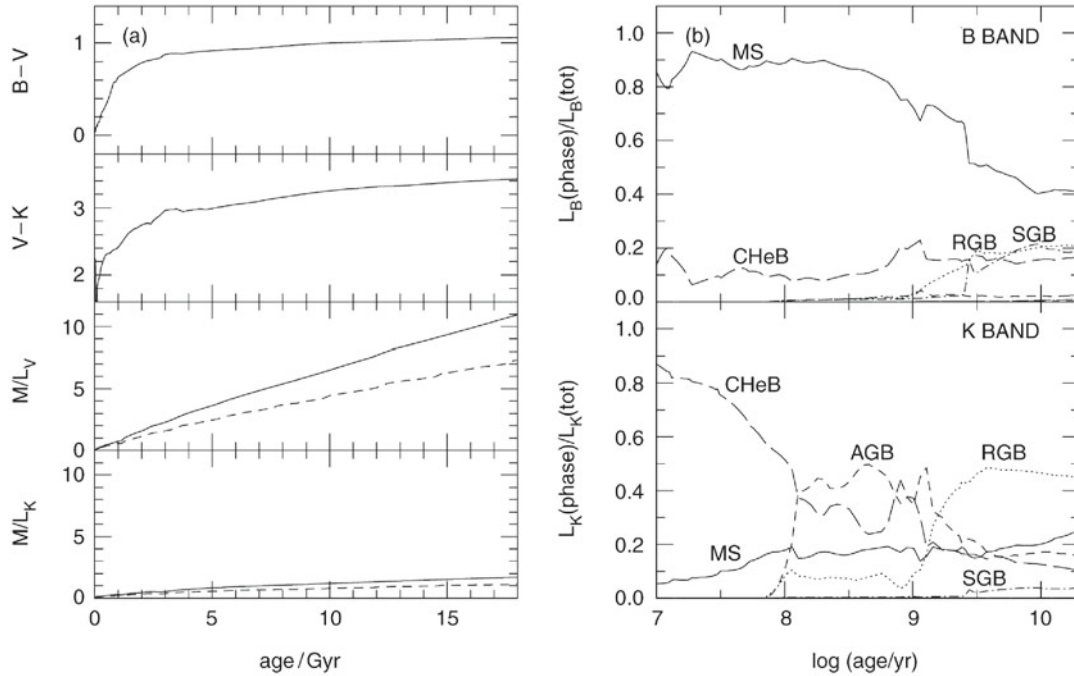 (a)
B − V
1
0
V − K
3
2
M/L_V
10
5
0
M/L_K
10
5
0
0 5 10 15
age/Gyr
(b)
B BAND
L_B(phase)/L_B(tot)
1.0
0.8
0.6
0.4
0.2
0.0
MS
CHeB
RGB
SGB
K BAND
L_K(phase)/L_K(tot)
1.0
0.8
0.6
0.4
0.2
0.0
CHeB
AGB
RGB
MS
SGB
7 8 9 10
log (age/yr)